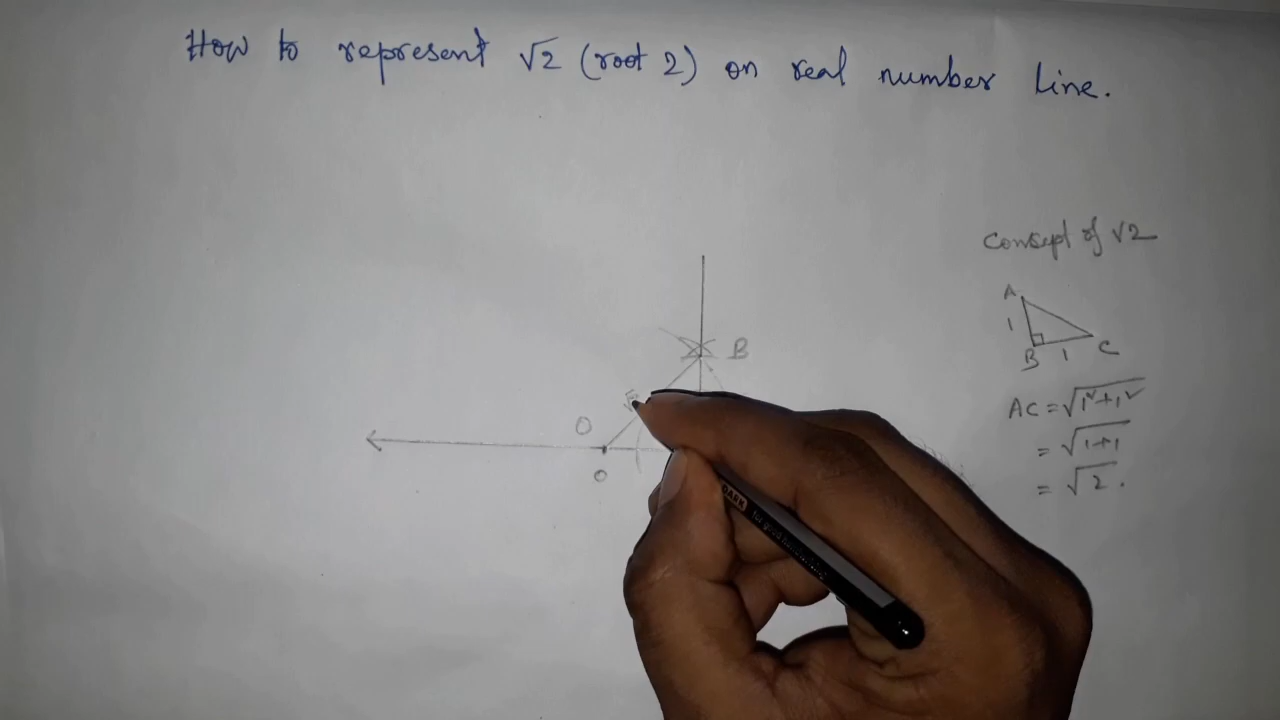 How to represent √2 (root 2) on real number line.
Concept of √2
A
1
B 1 C
AC = √1²+1²
= √1+1
= √2.
B
O
0
DARK